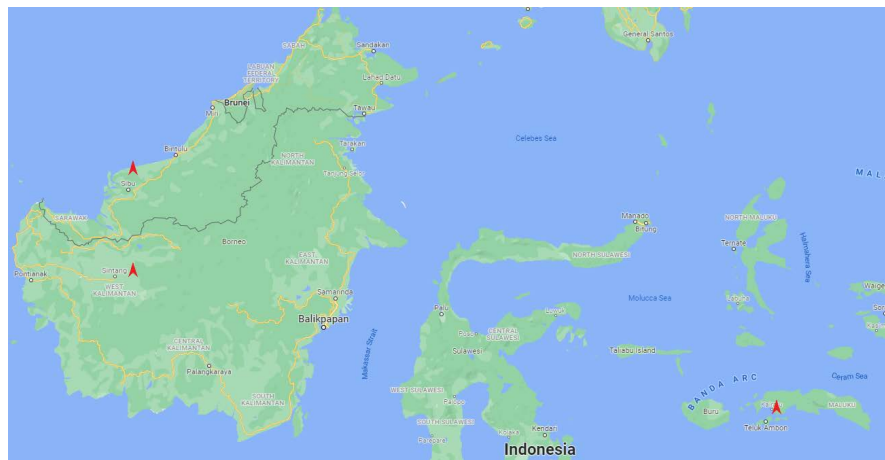 General Santos
Sandakan
SABAH
LABUAN
FEDERAL
TERRITORY
Lahad Datu
Brunei
Miri
Tawau
Celebes Sea
Tarakan
Bintulu
NORTH
KALIMANTAN
Tanjung Selor
Sibu
SARAWAK
Manado
Bitung
NORTH MALUKU
Borneo
Ternate
Halmahera Sea
EAST
KALIMANTAN
NORTH SULAWESI
Pontianak
Sintang
WEST
KALIMANTAN
Samarinda
Molucca Sea
Palu
Balikpapan
Luwuk
Makassar Strait
Poso
CENTRAL
SULAWESI
CENTRAL
KALIMANTAN
Sulawesi
Taliabu Island
Palangkaraya
BANDA ARC
Ceram Sea
WEST SULAWESI
Palopo
SOUTH
KALIMANTAN
Buru
MALUKU
SOUTH SULAWESI
Teluk Ambon
Kendari
Parepare
Indonesia